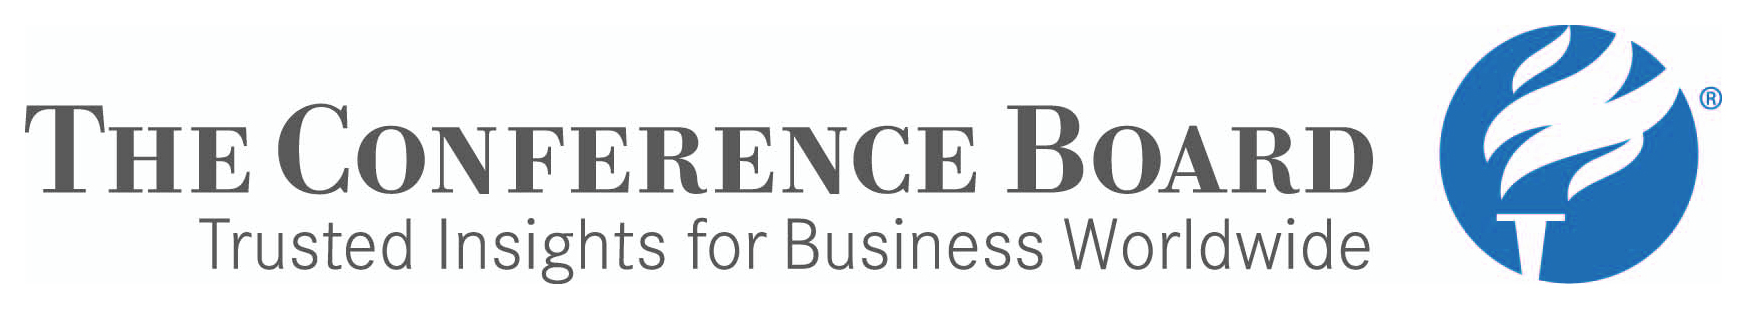 The Conference Board ®
Trusted Insights for Business Worldwide